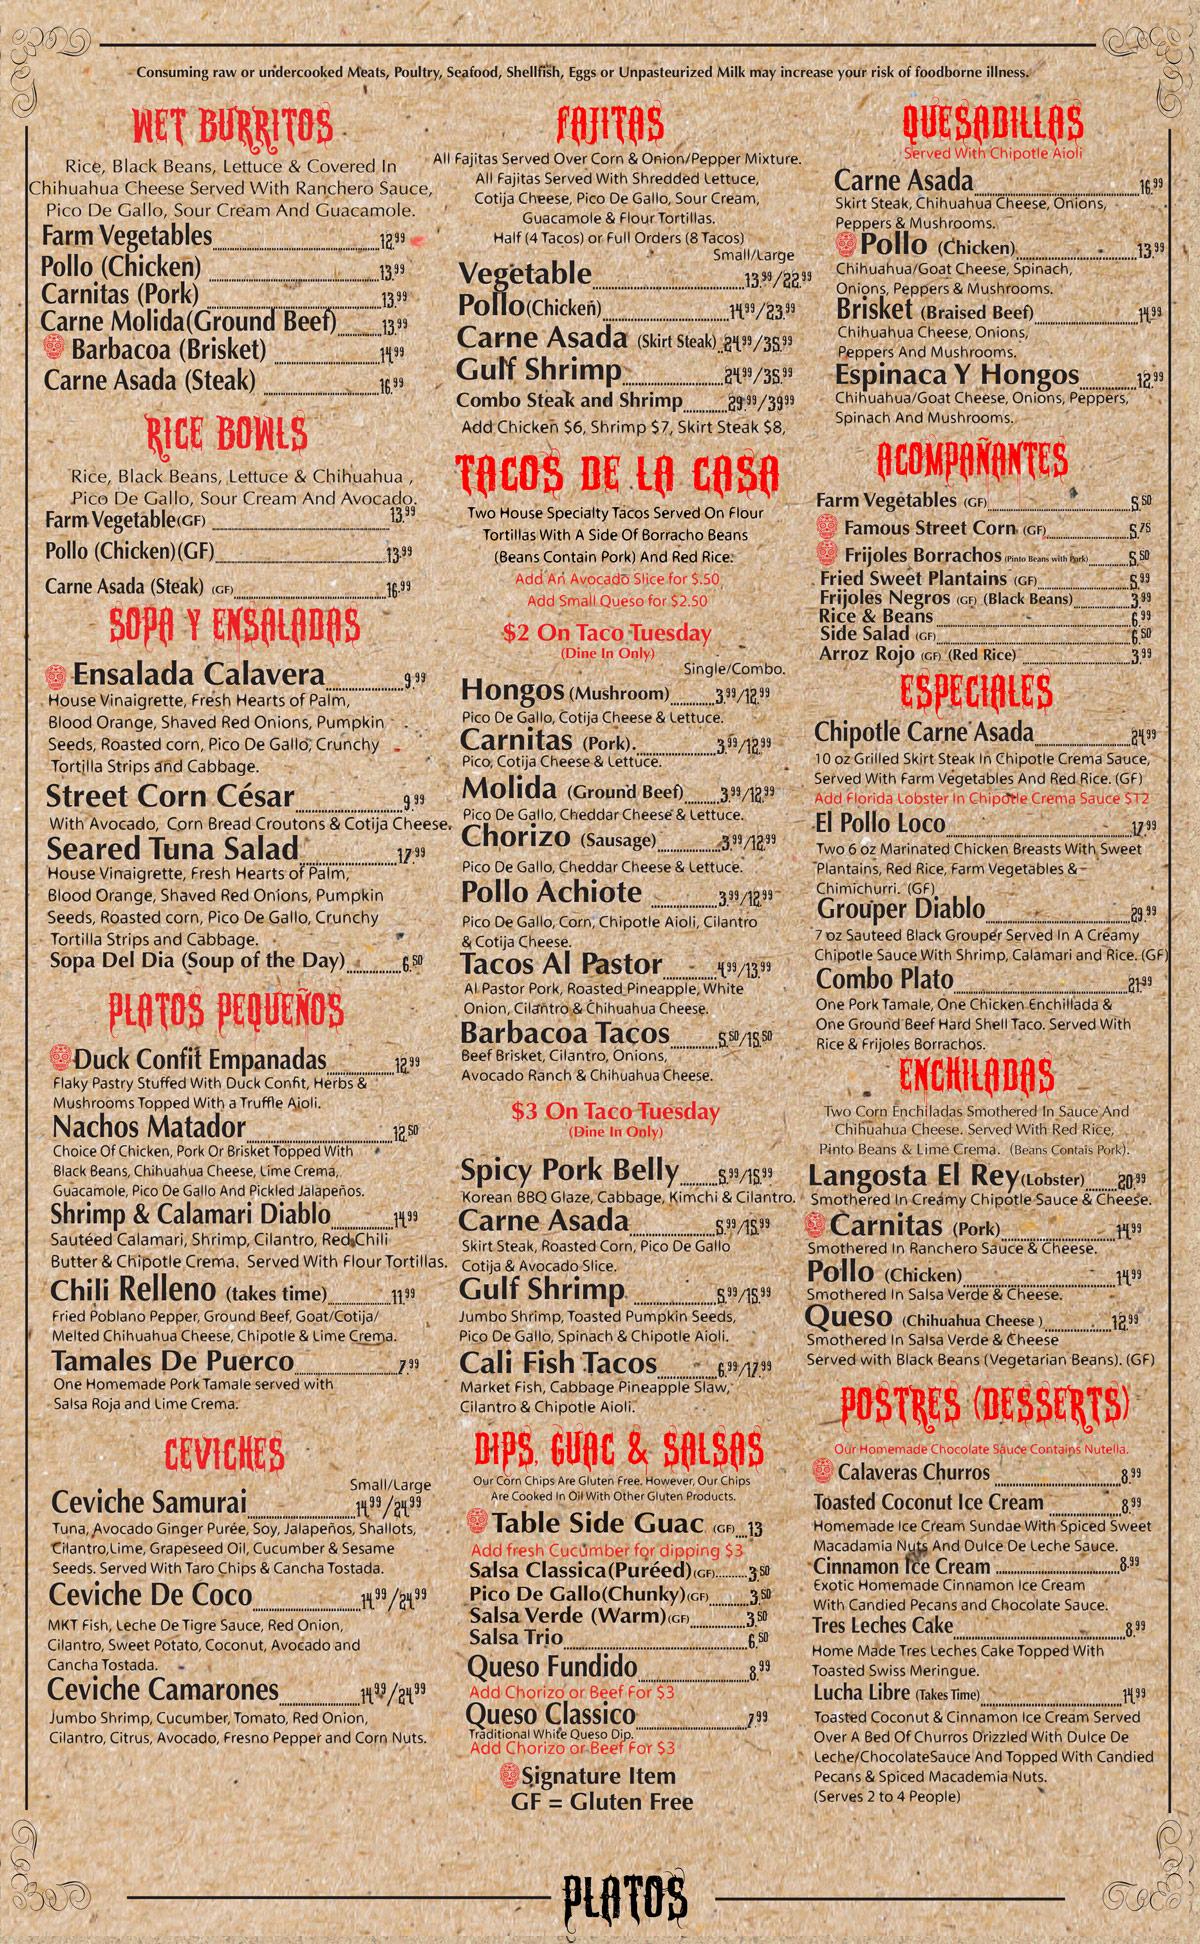 Consuming raw or undercooked Meats, Poultry, Seafood, Shellfish, Eggs or Unpasteurized Milk may increase your risk of foodborne illness.
WET BURRITOS
Rice, Black Beans, Lettuce & Covered In
Chihuahua Cheese Served With Ranchero Sauce,
Pico De Gallo, Sour Cream And Guacamole.
Farm Vegetables 12.99
Pollo (Chicken) 13.99
Carnitas (Pork) 13.99
Carne Molida(Ground Beef) 13.99
Barbacoa (Brisket) 14.99
Carne Asada (Steak) 16.99
RICE BOWLS
Rice, Black Beans, Lettuce & Chihuahua ,
Pico De Gallo, Sour Cream And Avocado.
Farm Vegetable(GF) 13.99
Pollo (Chicken)(GF) 13.99
Carne Asada (Steak) (GF) 16.99
SOPA Y ENSALADAS
Ensalada Calavera 9.99
House Vinaigrette, Fresh Hearts of Palm,
Blood Orange, Shaved Red Onions, Pumpkin
Seeds, Roasted corn, Pico De Gallo, Crunchy
Tortilla Strips and Cabbage.
Street Corn César 9.99
With Avocado, Corn Bread Croutons & Cotija Cheese.
Seared Tuna Salad 17.99
House Vinaigrette, Fresh Hearts of Palm,
Blood Orange, Shaved Red Onions, Pumpkin
Seeds, Roasted corn, Pico De Gallo, Crunchy
Tortilla Strips and Cabbage.
Sopa Del Dia (Soup of the Day) 6.50
PLATOS PEQUEÑOS
Duck Confit Empanadas 12.99
Flaky Pastry Stuffed With Duck Confit, Herbs &
Mushrooms Topped With a Truffle Aioli.
Nachos Matador 12.50
Choice Of Chicken, Pork Or Brisket Topped With
Black Beans, Chihuahua Cheese, Lime Crema,
Guacamole, Pico De Gallo And Pickled Jalapeños.
Shrimp & Calamari Diablo 14.99
Sautéed Calamari, Shrimp, Cilantro, Red Chili
Butter & Chipotle Crema. Served With Flour Tortillas.
Chili Relleno (takes time) 11.99
Fried Poblano Pepper, Ground Beef, Goat/Cotija/
Melted Chihuahua Cheese, Chipotle & Lime Crema.
Tamales De Puerco 7.99
One Homemade Pork Tamale served with
Salsa Roja and Lime Crema.
CEVICHES
Small/Large
Ceviche Samurai 14.99/24.99
Tuna, Avocado Ginger Purée, Soy, Jalapeños, Shallots,
Cilantro,Lime, Grapeseed Oil, Cucumber & Sesame
Seeds. Served With Taro Chips & Cancha Tostada.
Ceviche De Coco 14.99/24.99
MKT Fish, Leche De Tigre Sauce, Red Onion,
Cilantro, Sweet Potato, Coconut, Avocado and
Cancha Tostada.
Ceviche Camarones 14.99/24.99
Jumbo Shrimp, Cucumber, Tomato, Red Onion,
Cilantro, Citrus, Avocado, Fresno Pepper and Corn Nuts.
FAJITAS
All Fajitas Served Over Corn & Onion/Pepper Mixture.
All Fajitas Served With Shredded Lettuce,
Cotija Cheese, Pico De Gallo, Sour Cream,
Guacamole & Flour Tortillas.
Half (4 Tacos) or Full Orders (8 Tacos)
Small/Large
Vegetable 13.99/22.99
Pollo(Chicken) 14.99/23.99
Carne Asada (Skirt Steak) 24.99/35.99
Gulf Shrimp 24.99/35.99
Combo Steak and Shrimp 29.99/39.99
Add Chicken $6, Shrimp $7, Skirt Steak $8,
TACOS DE LA CASA
Two House Specialty Tacos Served On Flour
Tortillas With A Side Of Borracho Beans
(Beans Contain Pork) And Red Rice.
Add An Avocado Slice for $.50
Add Small Queso for $2.50
$2 On Taco Tuesday
(Dine In Only)
Single/Combo.
Hongos (Mushroom) 3.99/12.99
Pico De Gallo, Cotija Cheese & Lettuce.
Carnitas (Pork). 3.99/12.99
Pico, Cotija Cheese & Lettuce.
Molida (Ground Beef) 3.99/12.99
Pico De Gallo, Cheddar Cheese & Lettuce.
Chorizo (Sausage) 3.99/12.99
Pico De Gallo, Cheddar Cheese & Lettuce.
Pollo Achiote 3.99/12.99
Pico De Gallo, Corn, Chipotle Aioli, Cilantro
& Cotija Cheese.
Tacos Al Pastor 4.99/13.99
Al Pastor Pork, Roasted Pineapple, White
Onion, Cilantro & Chihuahua Cheese.
Barbacoa Tacos 5.50/15.50
Beef Brisket, Cilantro, Onions,
Avocado Ranch & Chihuahua Cheese.
$3 On Taco Tuesday
(Dine In Only)
Spicy Pork Belly 5.99/15.99
Korean BBQ Glaze, Cabbage, Kimchi & Cilantro.
Carne Asada 5.99/15.99
Skirt Steak, Roasted Corn, Pico De Gallo
Cotija & Avocado Slice.
Gulf Shrimp 5.99/15.99
Jumbo Shrimp, Toasted Pumpkin Seeds,
Pico De Gallo, Spinach & Chipotle Aioli.
Cali Fish Tacos 6.99/17.99
Market Fish, Cabbage Pineapple Slaw,
Cilantro & Chipotle Aioli.
DIPS, GUAC & SALSAS
Our Corn Chips Are Gluten Free. However, Our Chips
Are Cooked In Oil With Other Gluten Products.
Table Side Guac (GF) 13
Add fresh Cucumber for dipping $3
Salsa Classica(Puréed)(GF) 3.50
Pico De Gallo(Chunky)(GF) 3.50
Salsa Verde (Warm)(GF) 3.50
Salsa Trio 6.50
Queso Fundido 8.99
Add Chorizo or Beef For $3
Queso Classico 7.99
Traditional White Queso Dip.
Add Chorizo or Beef For $3
Signature Item
GF = Gluten Free
QUESADILLAS
Served With Chipotle Aioli
Carne Asada 16.99
Skirt Steak, Chihuahua Cheese, Onions,
Peppers & Mushrooms.
Pollo (Chicken) 13.99
Chihuahua/Goat Cheese, Spinach,
Onions, Peppers & Mushrooms.
Brisket (Braised Beef) 14.99
Chihuahua Cheese, Onions,
Peppers And Mushrooms.
Espinaca Y Hongos 12.99
Chihuahua/Goat Cheese, Onions, Peppers,
Spinach And Mushrooms.
ACOMPAÑANTES
Farm Vegetables (GF) 5.50
Famous Street Corn (GF) 5.75
Frijoles Borrachos (Pinto Beans with Pork) 5.50
Fried Sweet Plantains (GF) 5.99
Frijoles Negros (GF) (Black Beans) 3.99
Rice & Beans 6.99
Side Salad (GF) 6.50
Arroz Rojo (GF) (Red Rice) 3.99
ESPECIALES
Chipotle Carne Asada 24.99
10 oz Grilled Skirt Steak In Chipotle Crema Sauce,
Served With Farm Vegetables And Red Rice. (GF)
Add Florida Lobster In Chipotle Crema Sauce $12
El Pollo Loco 17.99
Two 6 oz Marinated Chicken Breasts With Sweet
Plantains, Red Rice, Farm Vegetables &
Chimichurri. (GF)
Grouper Diablo 29.99
7 oz Sauteed Black Grouper Served In A Creamy
Chipotle Sauce With Shrimp, Calamari and Rice. (GF)
Combo Plato 21.99
One Pork Tamale, One Chicken Enchillada &
One Ground Beef Hard Shell Taco. Served With
Rice & Frijoles Borrachos.
ENCHILADAS
Two Corn Enchiladas Smothered In Sauce And
Chihuahua Cheese. Served With Red Rice,
Pinto Beans & Lime Crema. (Beans Contais Pork).
Langosta El Rey(Lobster) 20.99
Smothered In Creamy Chipotle Sauce & Cheese.
Carnitas (Pork) 14.99
Smothered In Ranchero Sauce & Cheese.
Pollo (Chicken) 14.99
Smothered In Salsa Verde & Cheese.
Queso (Chihuahua Cheese ) 12.99
Smothered In Salsa Verde & Cheese
Served with Black Beans (Vegetarian Beans). (GF)
POSTRES (DESSERTS)
Our Homemade Chocolate Sauce Contains Nutella.
Calaveras Churros 8.99
Toasted Coconut Ice Cream 8.99
Homemade Ice Cream Sundae With Spiced Sweet
Macadamia Nuts And Dulce De Leche Sauce.
Cinnamon Ice Cream 8.99
Exotic Homemade Cinnamon Ice Cream
With Candied Pecans and Chocolate Sauce.
Tres Leches Cake 8.99
Home Made Tres Leches Cake Topped With
Toasted Swiss Meringue.
Lucha Libre (Takes Time) 14.99
Toasted Coconut & Cinnamon Ice Cream Served
Over A Bed Of Churros Drizzled With Dulce De
Leche/ChocolateSauce And Topped With Candied
Pecans & Spiced Macademia Nuts.
(Serves 2 to 4 People)
PLATOS